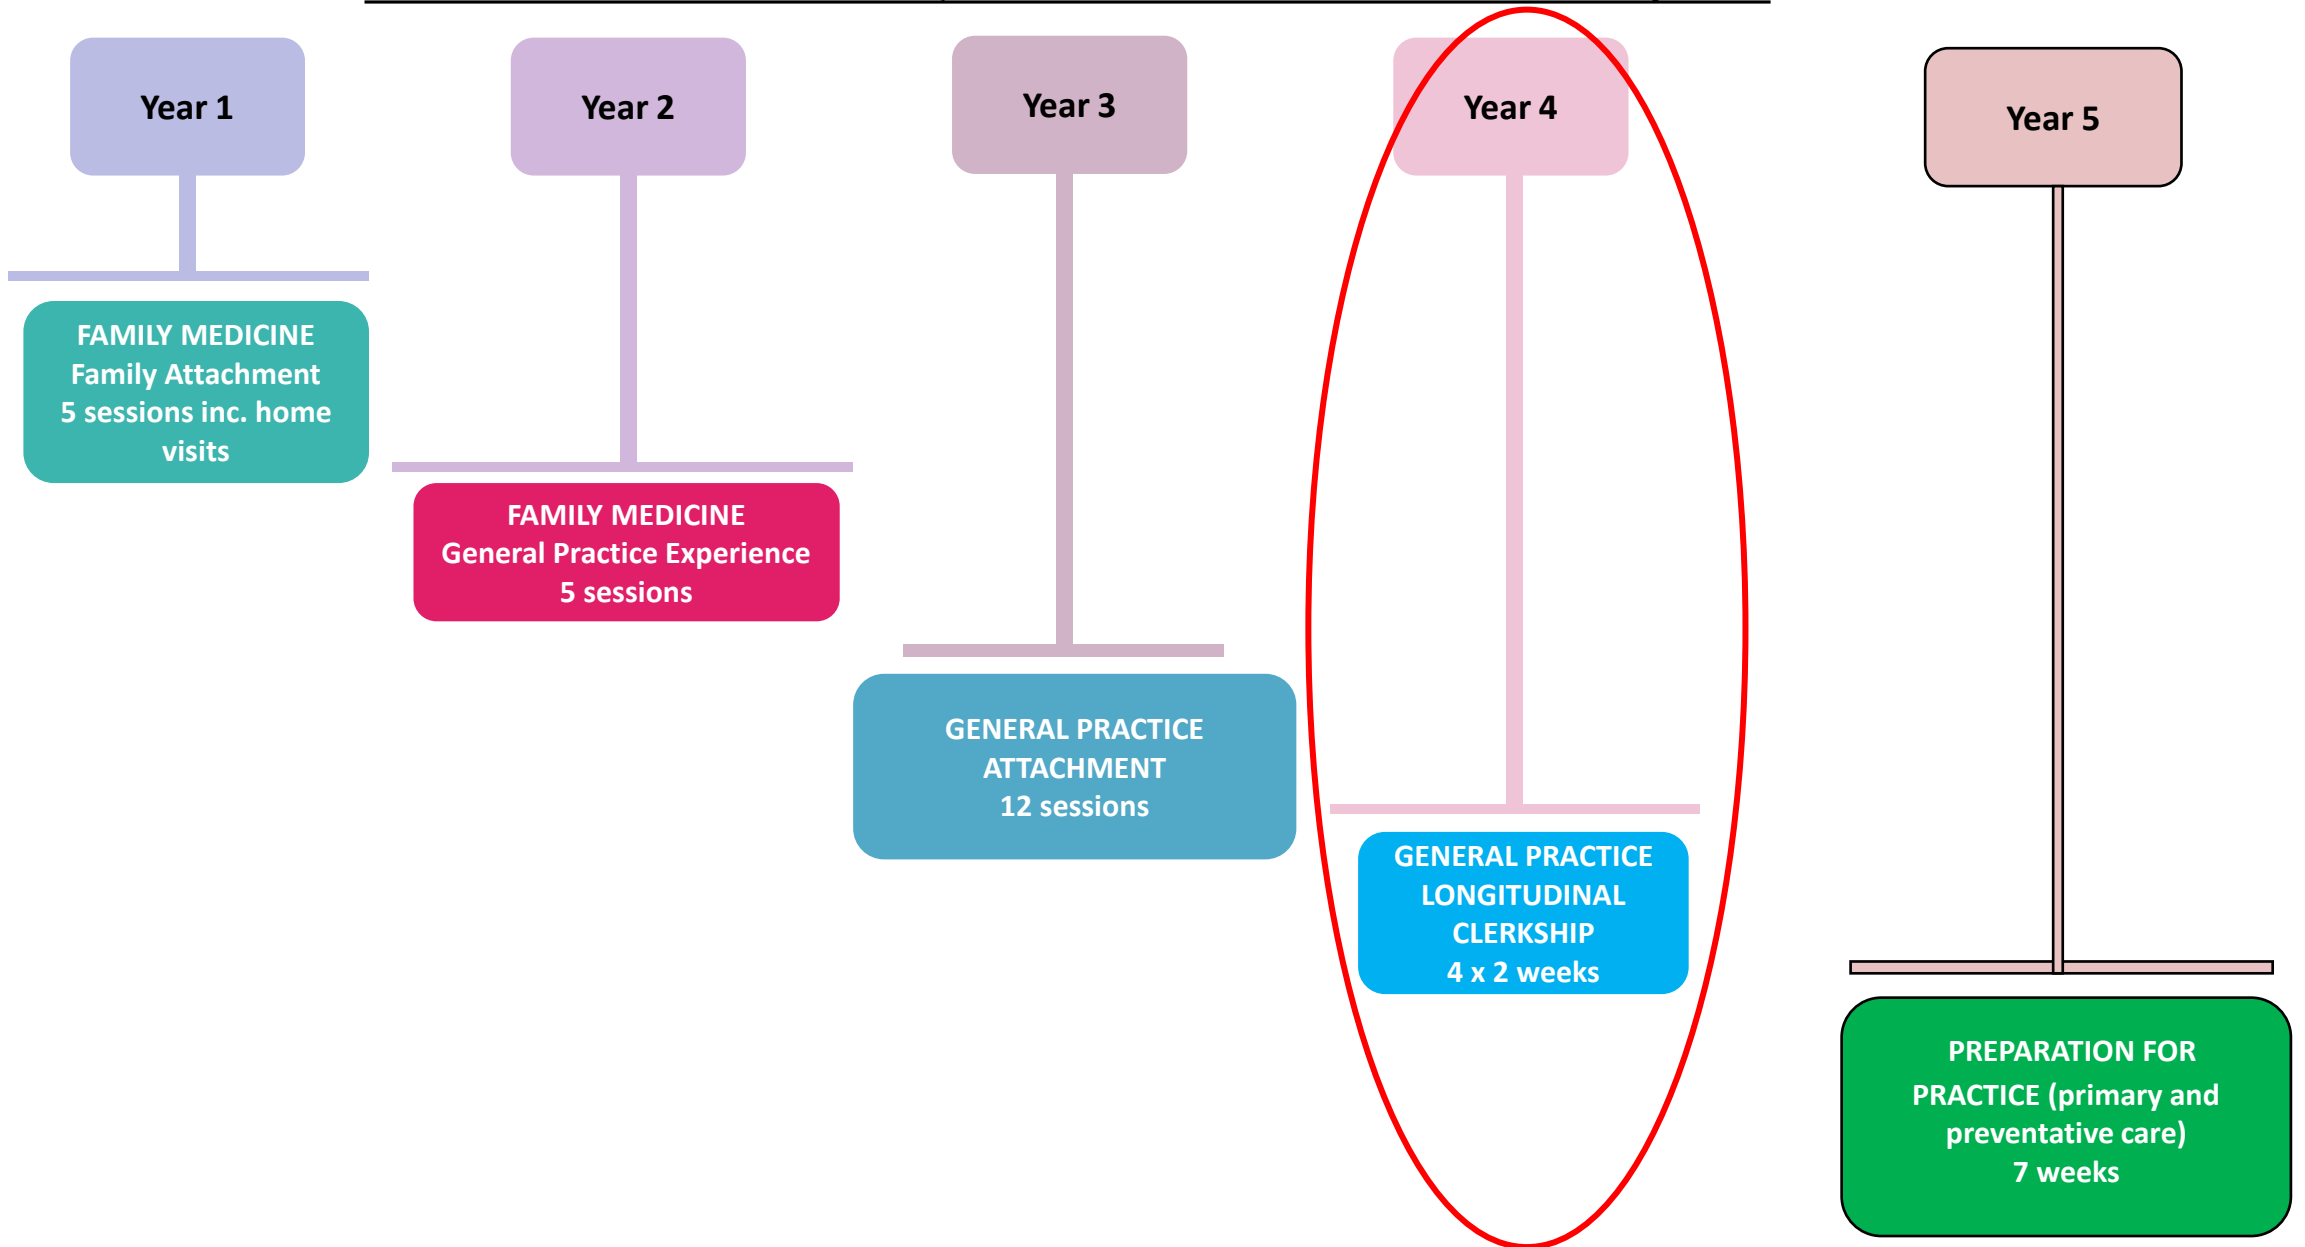 Year 1
FAMILY MEDICINE
Family Attachment
5 sessions inc. home
visits
Year 2
FAMILY MEDICINE
General Practice Experience
5 sessions
Year 3
GENERAL PRACTICE
ATTACHMENT
12 sessions
Year 4
GENERAL PRACTICE
LONGITUDINAL
CLERKSHIP
4 x 2 weeks
Year 5
PREPARATION FOR
PRACTICE (primary and
preventative care)
7 weeks